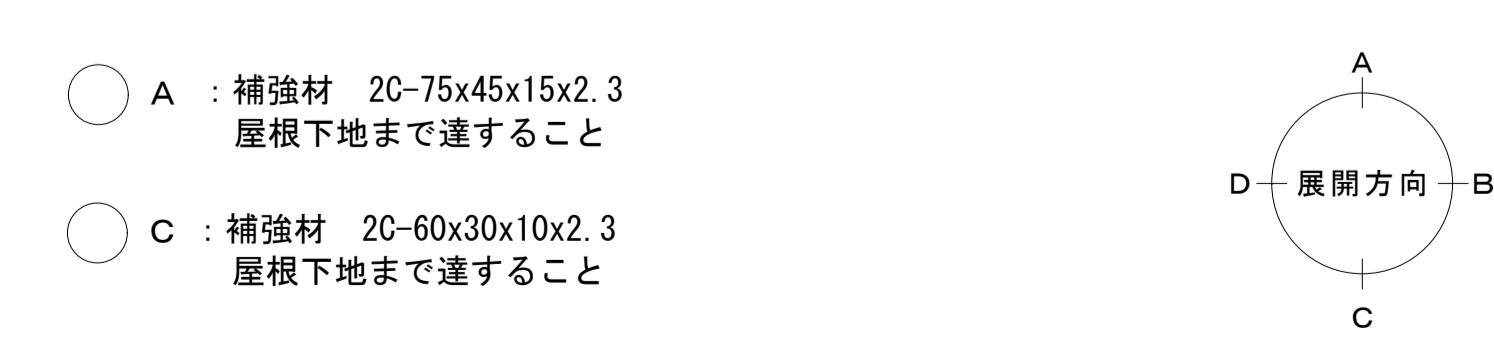 A ：補強材　2C-75x45x15x2.3
屋根下地まで達すること
C ：補強材　2C-60x30x10x2.3
屋根下地まで達すること
A
D 展開方向 B
C